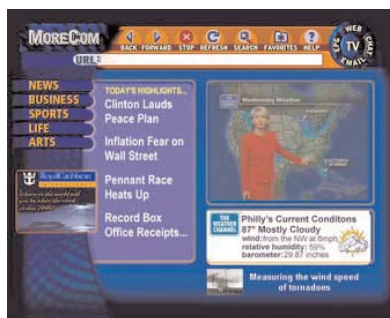 MORECOM
BACK FORWARD STOP REFRESH SEARCH FAVORITES HELP
EPG WEB CHAT EMAIL TV
URL:
NEWS
BUSINESS
SPORTS
LIFE
ARTS
TODAY'S HIGHLIGHTS...
Clinton Lauds
Peace Plan
Inflation Fear on
Wall Street
Pennant Race
Heats Up
Record Box
Office Receipts...
RoyalCaribbean
Wednesday Weather
THE
WEATHER
CHANNEL
Philly's Current Conditons
87° Mostly Cloudy
wind:from the NW at 6mph
relative humidity: 59%
barometer:29.87 inches
Measuring the wind speed
of tornadoes